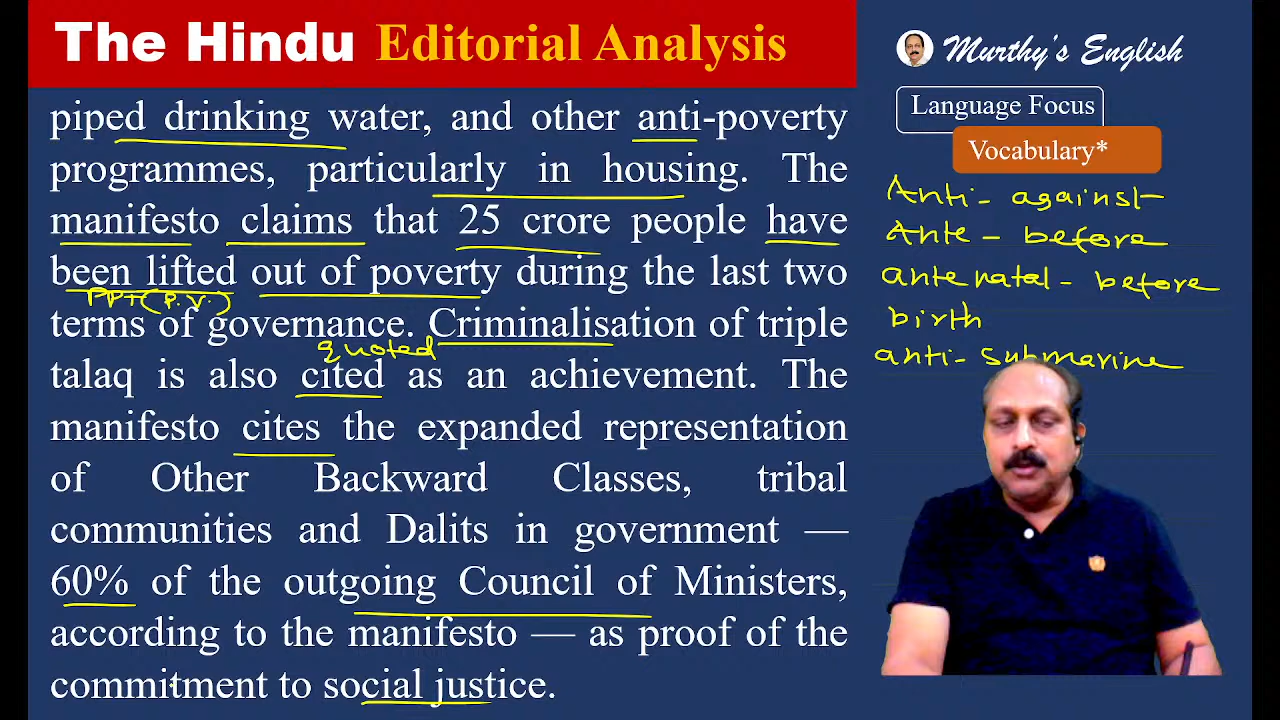 The Hindu Editorial Analysis
Murthy's English
Language Focus
Vocabulary*
piped drinking water, and other anti-poverty
programmes, particularly in housing. The
manifesto claims that 25 crore people have
been lifted out of poverty during the last two
PPT (P.V.)
terms of governance. Criminalisation of triple
quoted
talaq is also cited as an achievement. The
manifesto cites the expanded representation
of Other Backward Classes, tribal
communities and Dalits in government —
60% of the outgoing Council of Ministers,
according to the manifesto — as proof of the
commitment to social justice.
Anti - against
Ante - before
antenatal - before
birth
anti-submarine